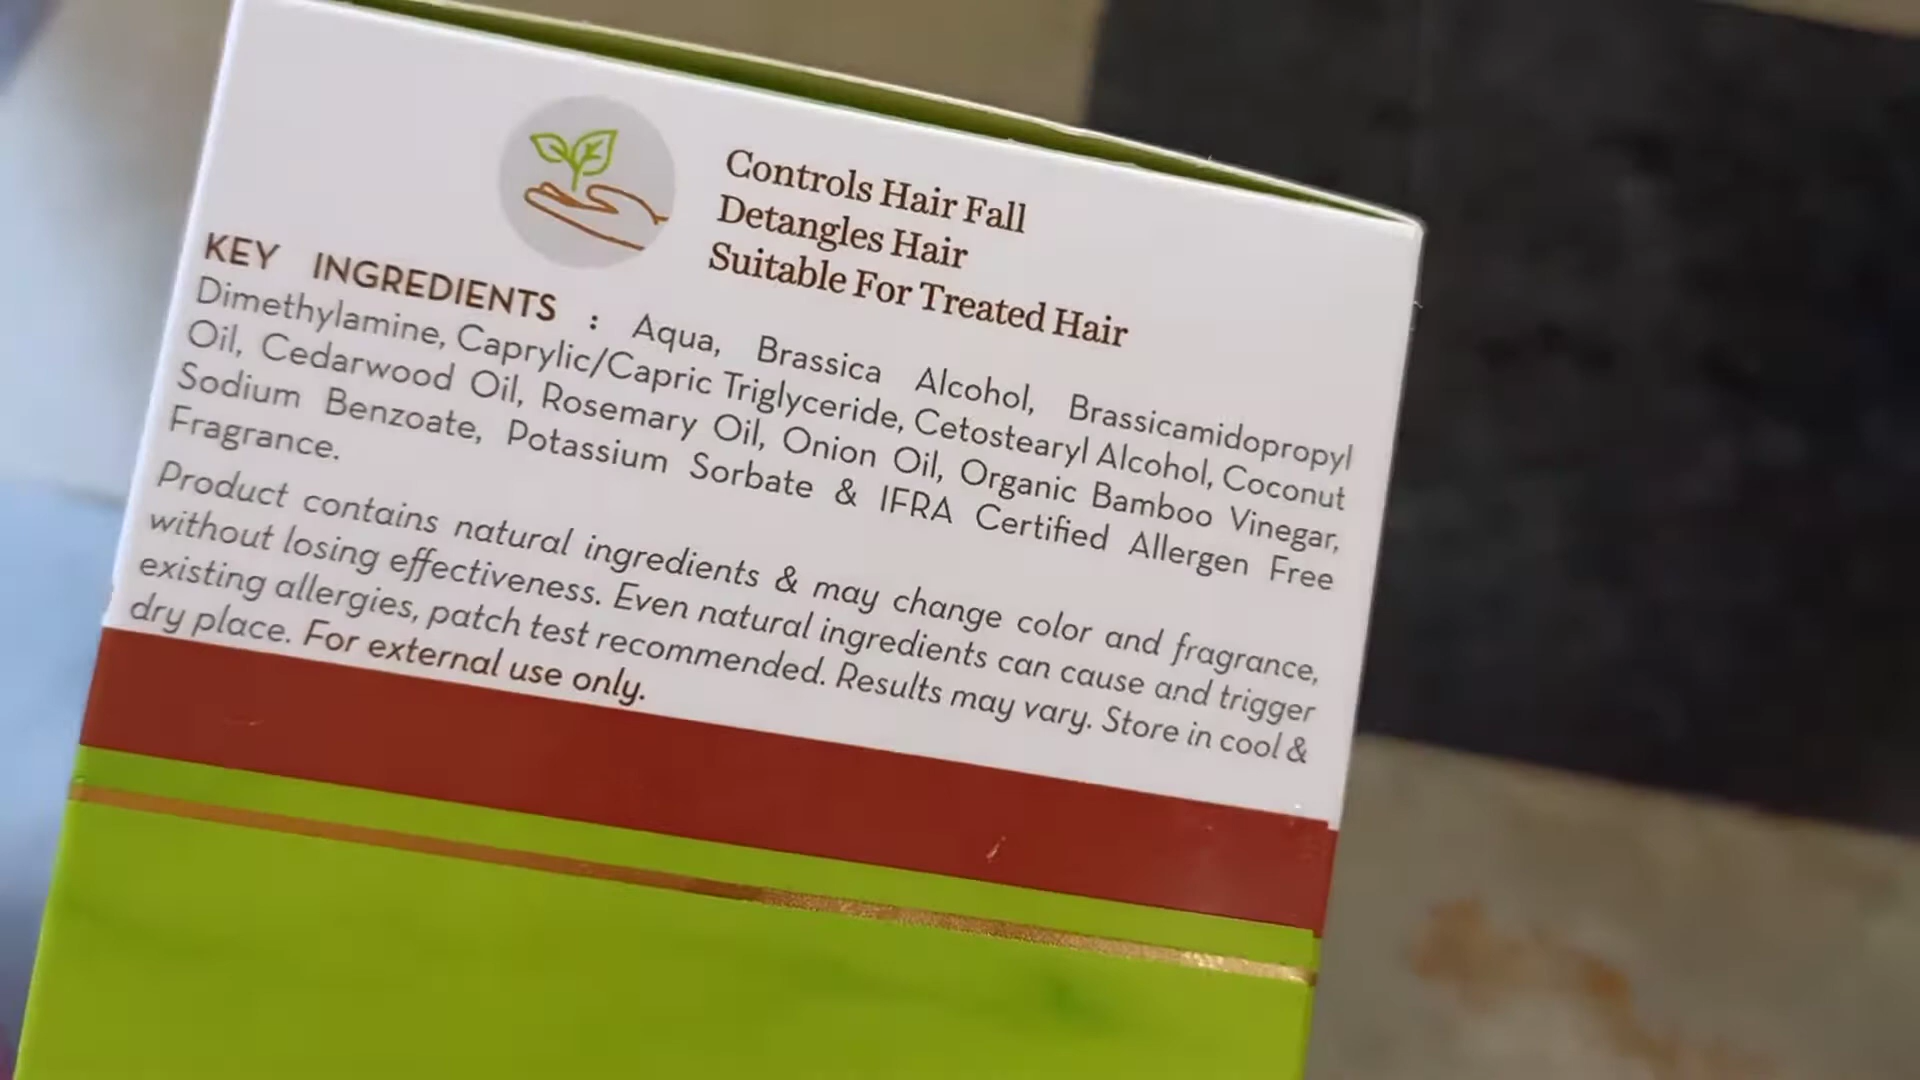 Controls Hair Fall
Detangles Hair
Suitable For Treated Hair
KEY INGREDIENTS : Aqua, Brassica Alcohol, Brassicamidopropyl
Dimethylamine, Caprylic/Capric Triglyceride, Cetostearyl Alcohol, Coconut
Oil, Cedarwood Oil, Rosemary Oil, Onion Oil, Organic Bamboo Vinegar,
Sodium Benzoate, Potassium Sorbate & IFRA Certified Allergen Free
Fragrance.
Product contains natural ingredients & may change color and fragrance,
without losing effectiveness. Even natural ingredients can cause and trigger
existing allergies, patch test recommended. Results may vary. Store in cool &
dry place. For external use only.